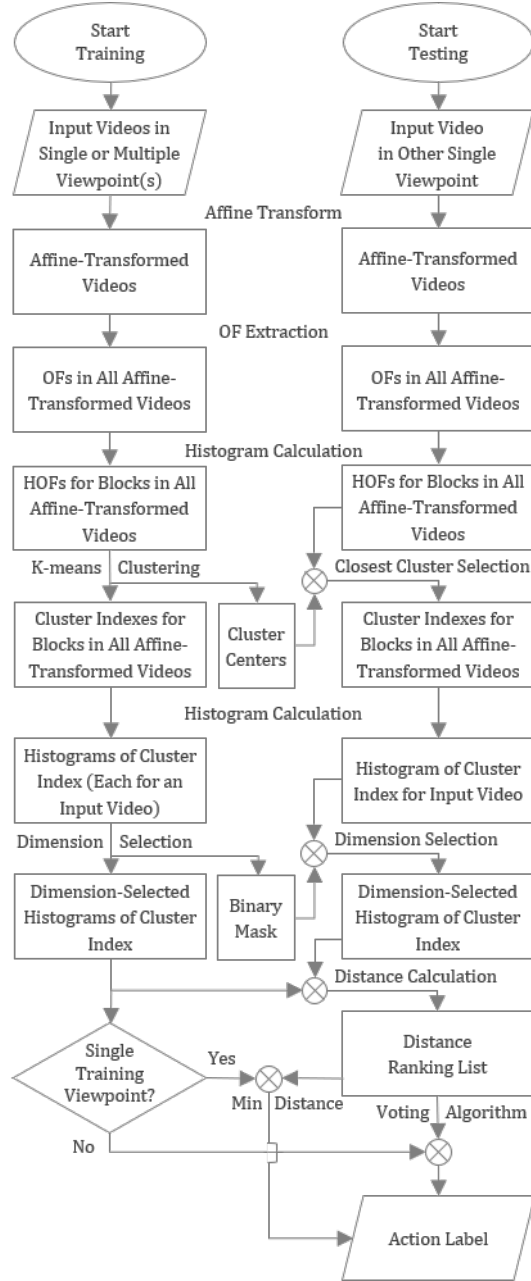 Start
Training
Start
Testing
Input Videos in
Single or Multiple
Viewpoint(s)
Input Video
in Other Single
Viewpoint
Affine Transform
Affine-Transformed
Videos
Affine-Transformed
Videos
OF Extraction
OFs in All Affine-
Transformed Videos
OFs in All Affine-
Transformed Videos
Histogram Calculation
HOFs for Blocks in All
Affine-Transformed
Videos
HOFs for Blocks in All
Affine-Transformed
Videos
K-means Clustering
Closest Cluster Selection
Cluster Indexes for
Blocks in All Affine-
Transformed Videos
Cluster
Centers
Cluster Indexes for
Blocks in All Affine-
Transformed Videos
Histogram Calculation
Histograms of Cluster
Index (Each for an
Input Video)
Histogram of Cluster
Index for Input Video
Dimension Selection
Dimension Selection
Dimension-Selected
Histograms of Cluster
Index
Binary
Mask
Dimension-Selected
Histogram of Cluster
Index
Distance Calculation
Single
Training
Viewpoint?
Yes
Distance
Ranking List
Min Distance
Voting Algorithm
No
Action Label